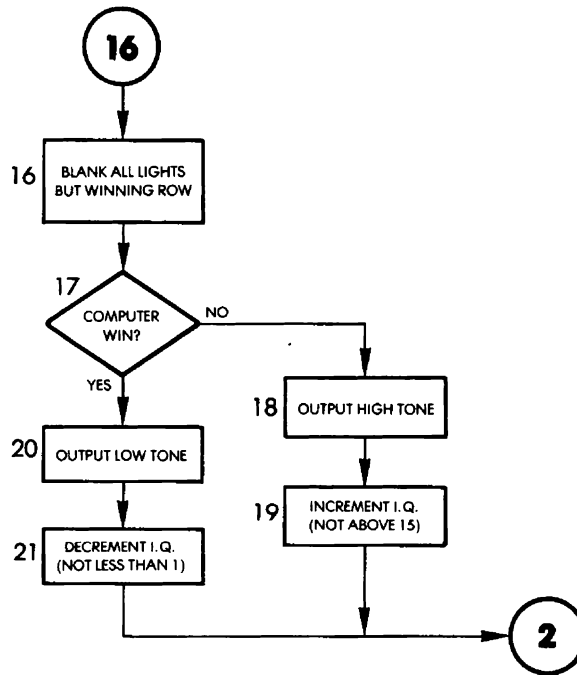 16
16
BLANK ALL LIGHTS
BUT WINNING ROW
17
COMPUTER
WIN?
NO
YES
18
OUTPUT HIGH TONE
20
OUTPUT LOW TONE
19
INCREMENT I.Q.
(NOT ABOVE 15)
21
DECREMENT I.Q.
(NOT LESS THAN 1)
2